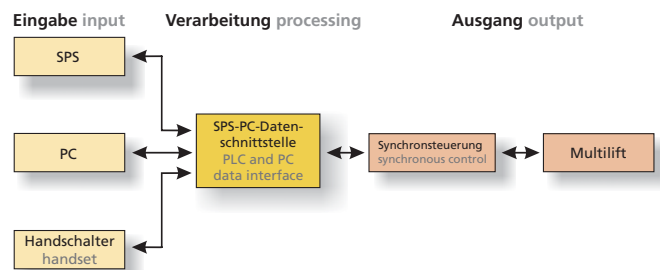 Eingabe input
Verarbeitung processing
Ausgang output
SPS
PC
Handschalter
handset
SPS-PC-Daten-
schnittstelle
PLC and PC
data interface
Synchronsteuerung
synchronous control
Multilift